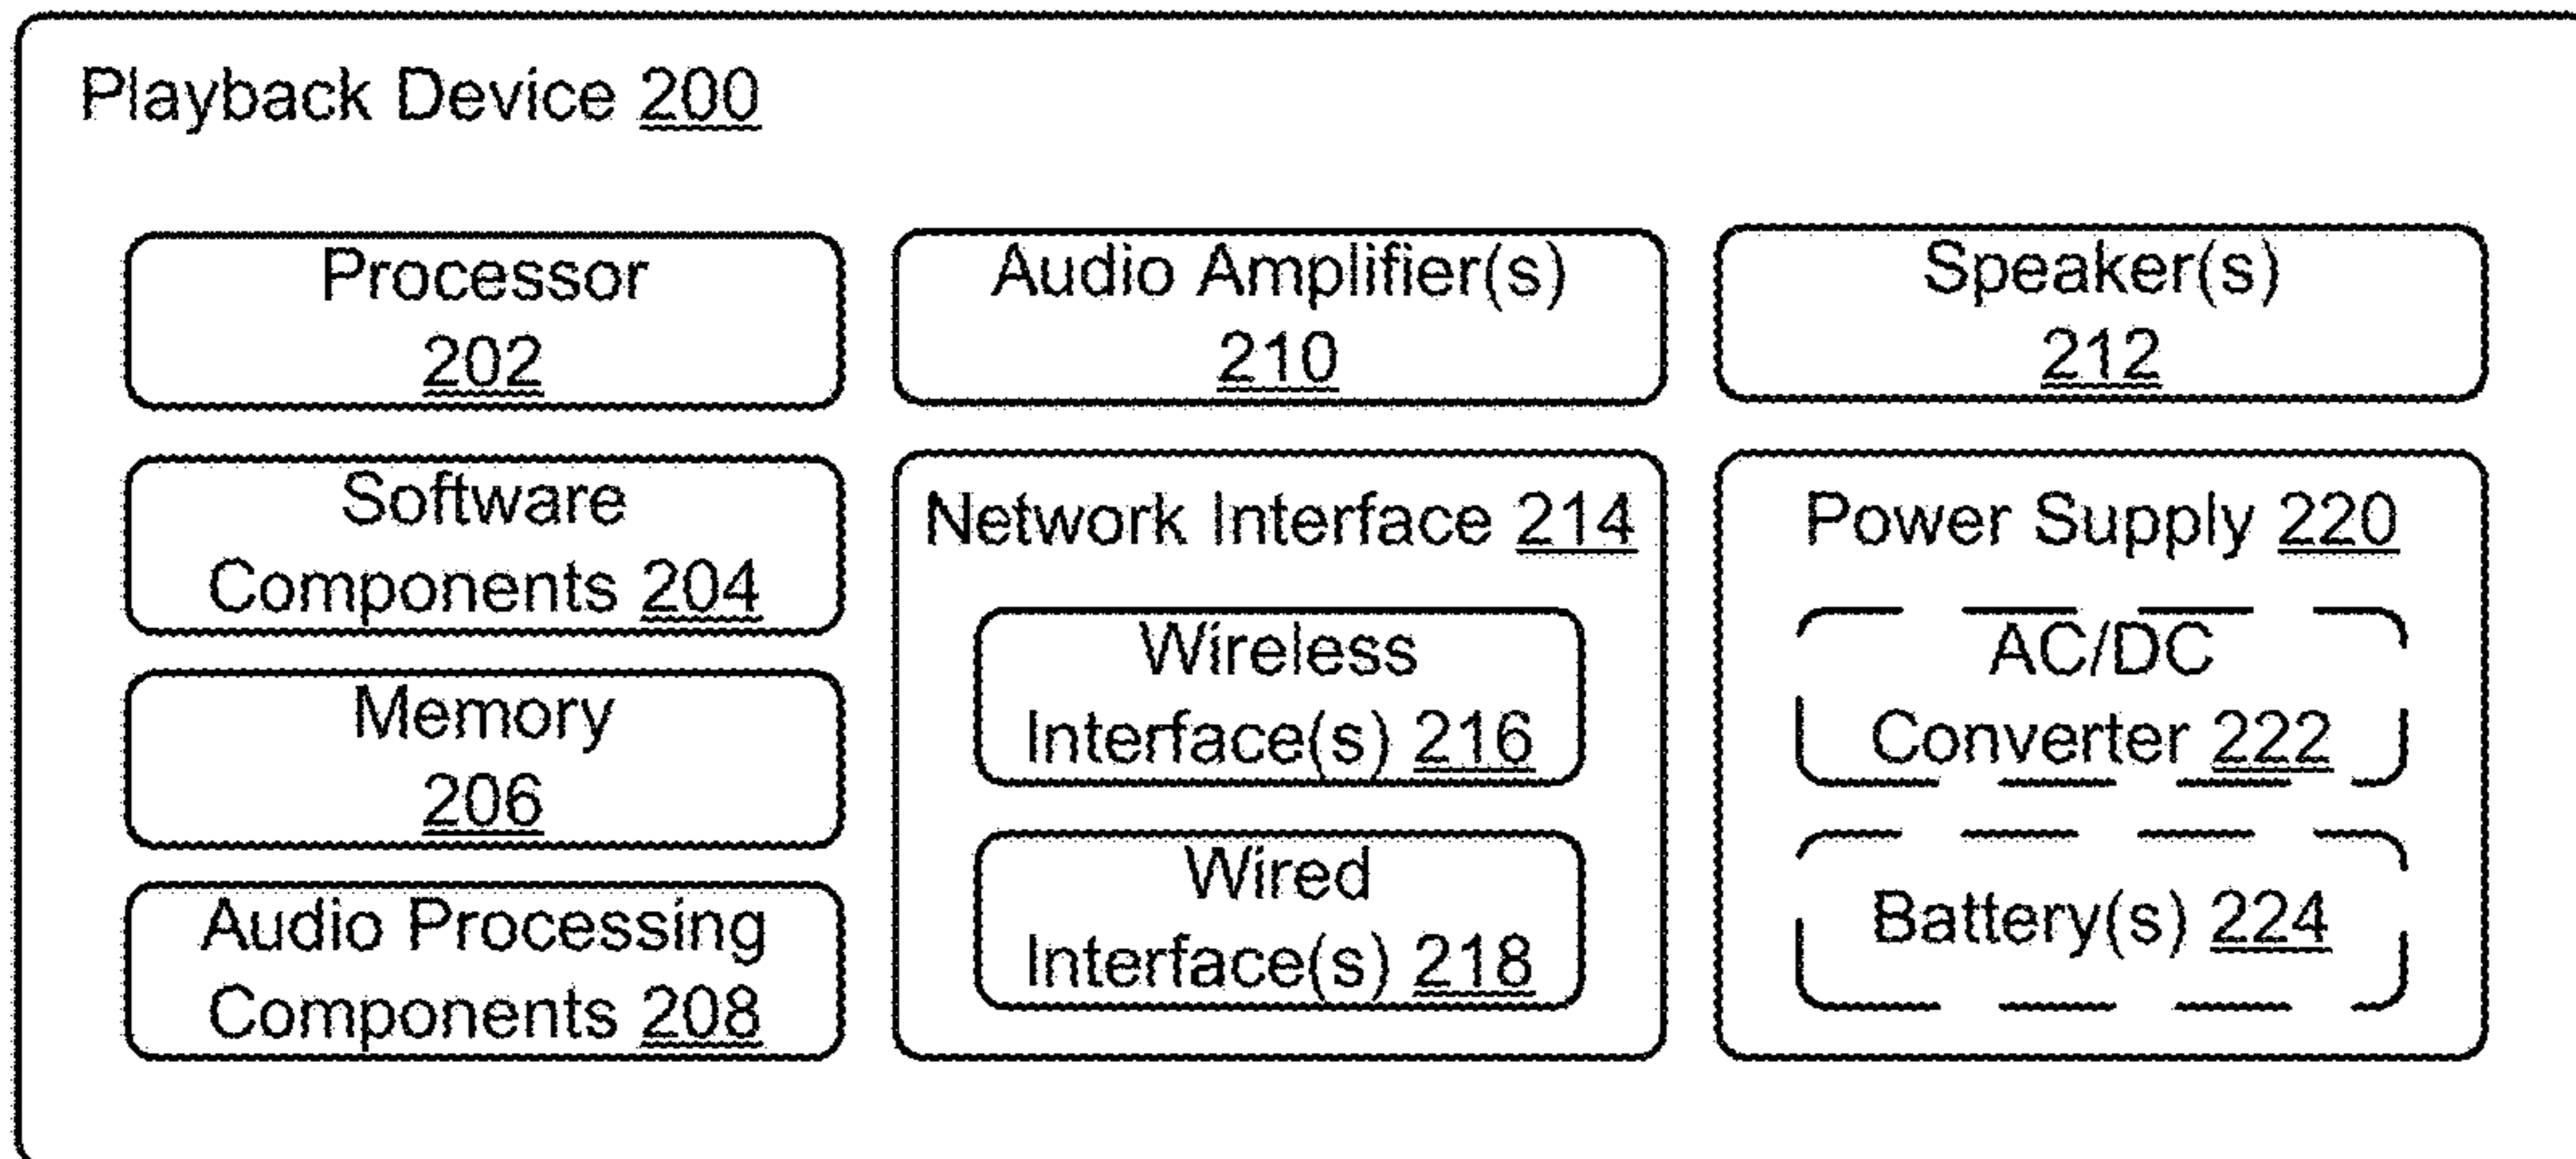 Playback Device 200
Processor
202
Audio Amplifier(s)
210
Speaker(s)
212
Software
Components 204
Memory
206
Audio Processing
Components 208
Network Interface 214
Wireless
Interface(s) 216
Wired
Interface(s) 218
Power Supply 220
AC/DC
Converter 222
Battery(s) 224